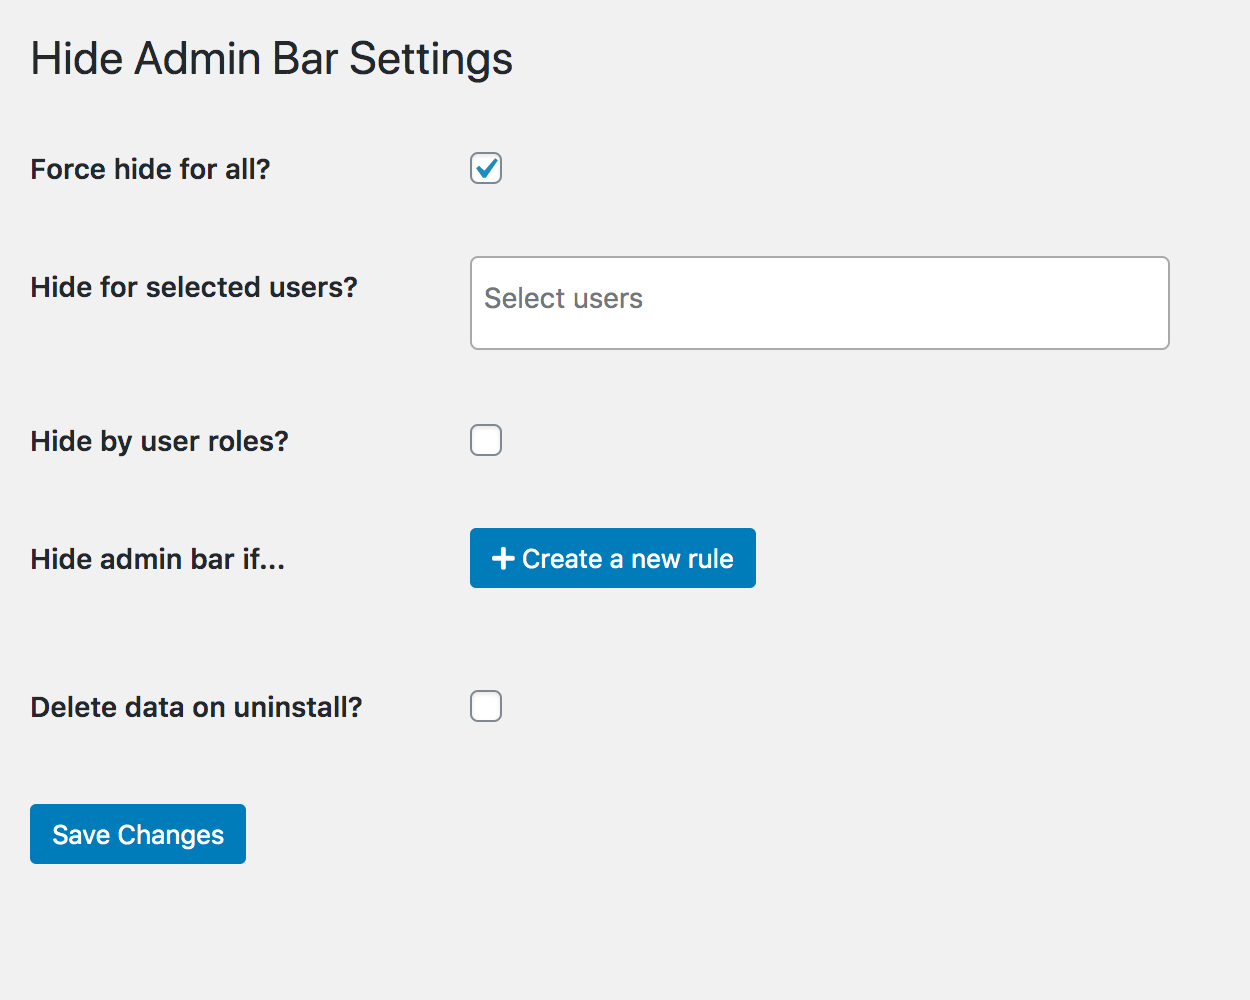 Hide Admin Bar Settings
Force hide for all?
Hide for selected users?
Select users
Hide by user roles?
Hide admin bar if...
Create a new rule
Delete data on uninstall?
Save Changes